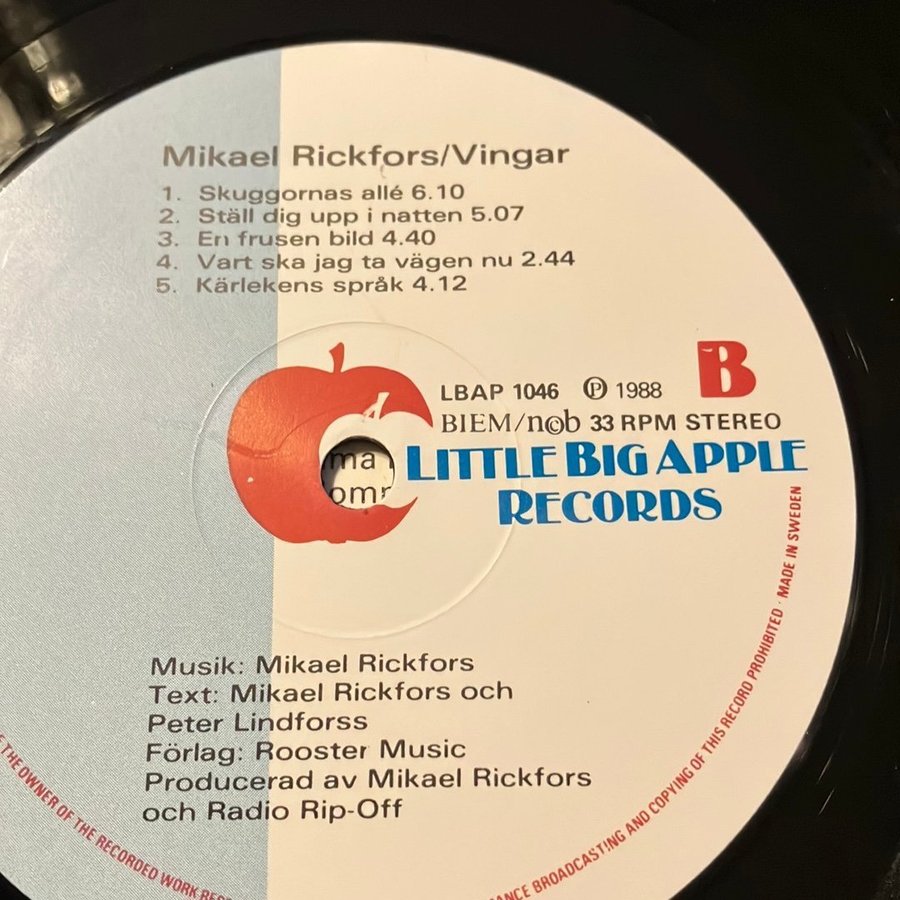 Mikael Rickfors/Vingar
1. Skuggornas allé 6.10
2. Ställ dig upp i natten 5.07
3. En frusen bild 4.40
4. Vart ska jag ta vägen nu 2.44
5. Kärlekens språk 4.12
LBAP 1046 ℗ 1988
B
BIEM/ncb 33 RPM STEREO
LITTLE BIG APPLE
RECORDS
ma
omr
Musik: Mikael Rickfors
Text: Mikael Rickfors och
Peter Lindforss
Förlag: Rooster Music
Producerad av Mikael Rickfors
och Radio Rip-Off
THE OWNER OF THE RECORDED WORK
BROADCASTING AND COPYING OF THIS RECORD PROHIBITED · MADE IN SWEDEN